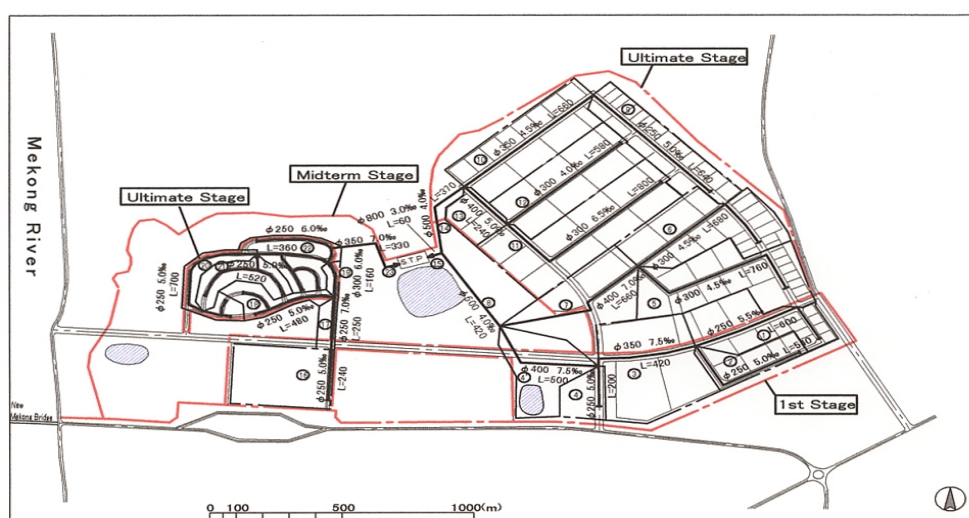 Ultimate Stage
Mekong River
Midterm Stage
Ultimate Stage
1st Stage
φ350 4.5‰ L=660
φ250 5.0‰ L=640
φ300 4.0‰ L=580
L=800
φ300 6.5‰
L=370
φ400 5.0‰
L=240
φ500 4.0‰
φ800 3.0‰
L=60
φ350 7.0‰
L=330
φ250 6.0‰
L=360
φ250 5.0‰
L=520
φ250 5.0‰
L=700
φ250 5.0‰
L=480
φ300 5.0‰
L=160
φ250 7.0‰
L=250
φ250 5.0‰
L=240
S.T.P
φ600 4.0‰
L=420
φ300 4.5‰ L=680
φ400 7.0‰
L=660
φ300 4.5‰ L=760
φ350 7.5‰
φ250 5.5‰
L=600
φ250 5.0‰
L=420
φ400 7.5‰
L=500
φ250 5.0‰
L=200
New
Mekong Bridge
0 100 500 1000(m)